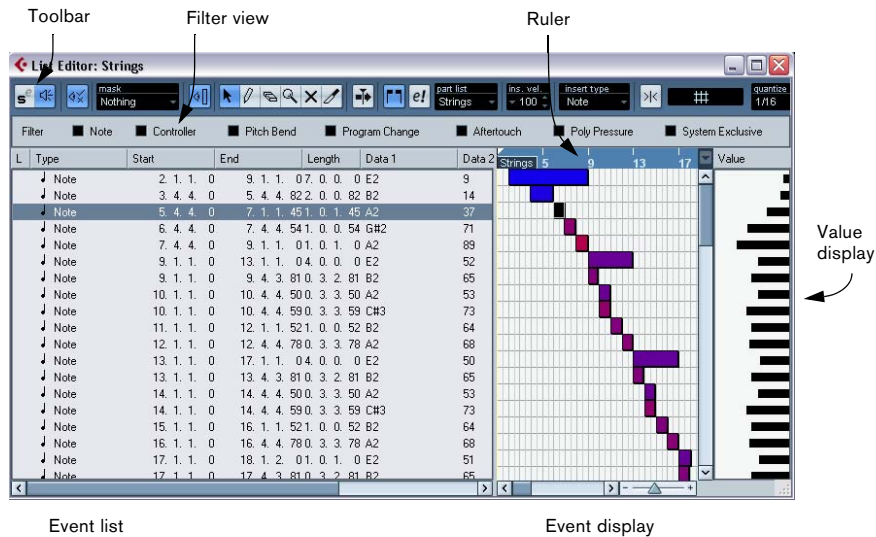 Toolbar
Filter view
Ruler
List Editor: Strings
mask
Nothing
part list
Strings
ins. vel.
100
insert type
Note
quantize
1/16
Filter Note Controller Pitch Bend Program Change Aftertouch Poly Pressure System Exclusive
L Type Start End Length Data 1 Data 2 Strings 5 9 13 17 Value
Note 2. 1. 1. 0 9. 1. 1. 0 7. 0. 0. 0 E2 9
Note 3. 4. 4. 0 5. 4. 4. 82 2. 0. 0. 82 B2 14
Note 5. 4. 4. 0 7. 1. 1. 45 1. 0. 1. 45 A2 37
Note 6. 4. 4. 0 7. 4. 4. 54 1. 0. 0. 54 G#2 71
Note 7. 4. 4. 0 9. 1. 1. 0 1. 0. 1. 0 A2 89
Note 9. 1. 1. 0 13. 1. 1. 0 4. 0. 0. 0 E2 52
Note 9. 1. 1. 0 9. 4. 3. 81 0. 3. 2. 81 B2 65
Note 10. 1. 1. 0 10. 4. 4. 50 0. 3. 3. 50 A2 53
Note 10. 1. 1. 0 10. 4. 4. 59 0. 3. 3. 59 C#3 73
Note 11. 1. 1. 0 12. 1. 1. 52 1. 0. 0. 52 B2 64
Note 12. 1. 1. 0 12. 4. 4. 78 0. 3. 3. 78 A2 68
Note 13. 1. 1. 0 17. 1. 1. 0 4. 0. 0. 0 E2 50
Note 13. 1. 1. 0 13. 4. 3. 81 0. 3. 2. 81 B2 65
Note 14. 1. 1. 0 14. 4. 4. 50 0. 3. 3. 50 A2 53
Note 14. 1. 1. 0 14. 4. 4. 59 0. 3. 3. 59 C#3 73
Note 15. 1. 1. 0 16. 1. 1. 52 1. 0. 0. 52 B2 64
Note 16. 1. 1. 0 16. 4. 4. 78 0. 3. 3. 78 A2 68
Note 17. 1. 1. 0 18. 1. 2. 0 1. 0. 1. 0 E2 51
Note 17. 1. 1. 0 17. 4. 3. 81 0. 3. 2. 81 B2 65
Value
display
Event list
Event display